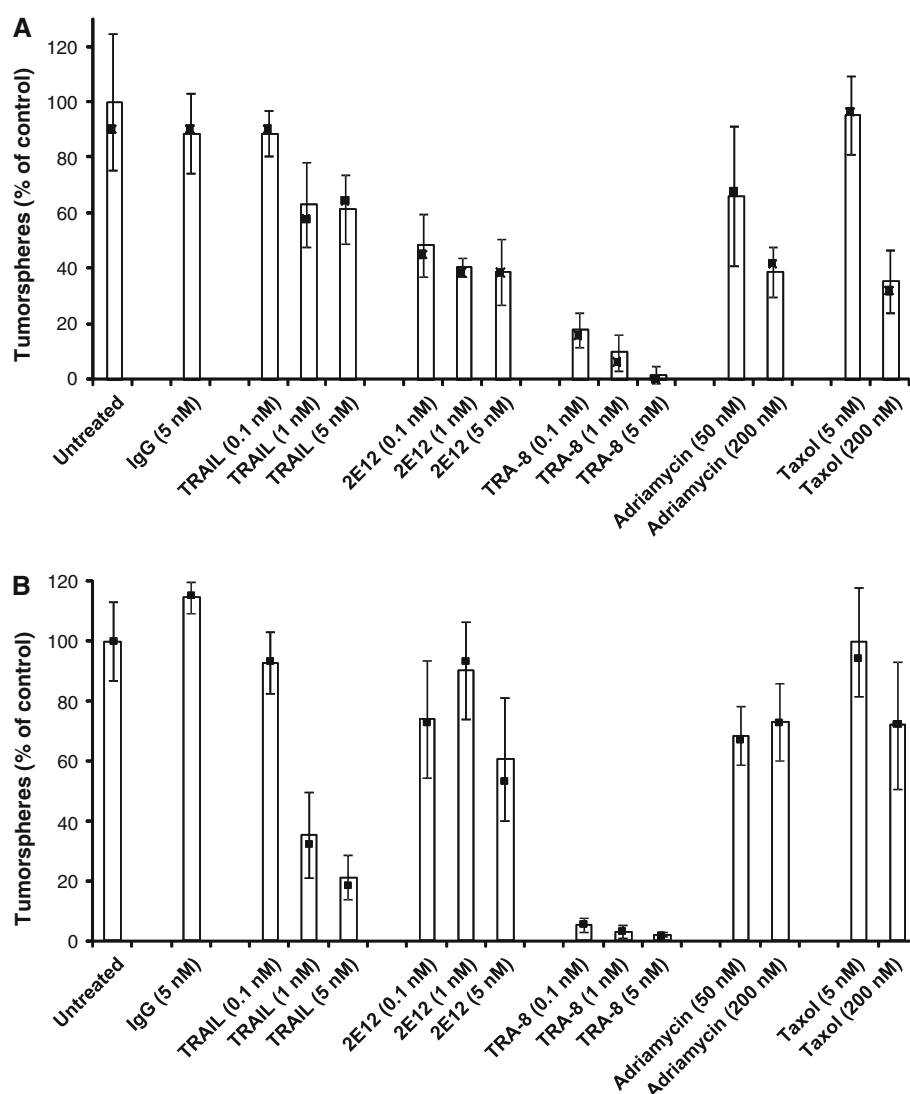 A
Tumorspheres (% of control)
120
100
80
60
40
20
0
Untreated
IgG (5 nM)
TRAIL (0.1 nM)
TRAIL (1 nM)
TRAIL (5 nM)
2E12 (0.1 nM)
2E12 (1 nM)
2E12 (5 nM)
TRA-8 (0.1 nM)
TRA-8 (1 nM)
TRA-8 (5 nM)
Adriamycin (50 nM)
Adriamycin (200 nM)
Taxol (5 nM)
Taxol (200 nM)
B
Tumorspheres (% of control)
120
100
80
60
40
20
0
Untreated
IgG (5 nM)
TRAIL (0.1 nM)
TRAIL (1 nM)
TRAIL (5 nM)
2E12 (0.1 nM)
2E12 (1 nM)
2E12 (5 nM)
TRA-8 (0.1 nM)
TRA-8 (1 nM)
TRA-8 (5 nM)
Adriamycin (50 nM)
Adriamycin (200 nM)
Taxol (5 nM)
Taxol (200 nM)